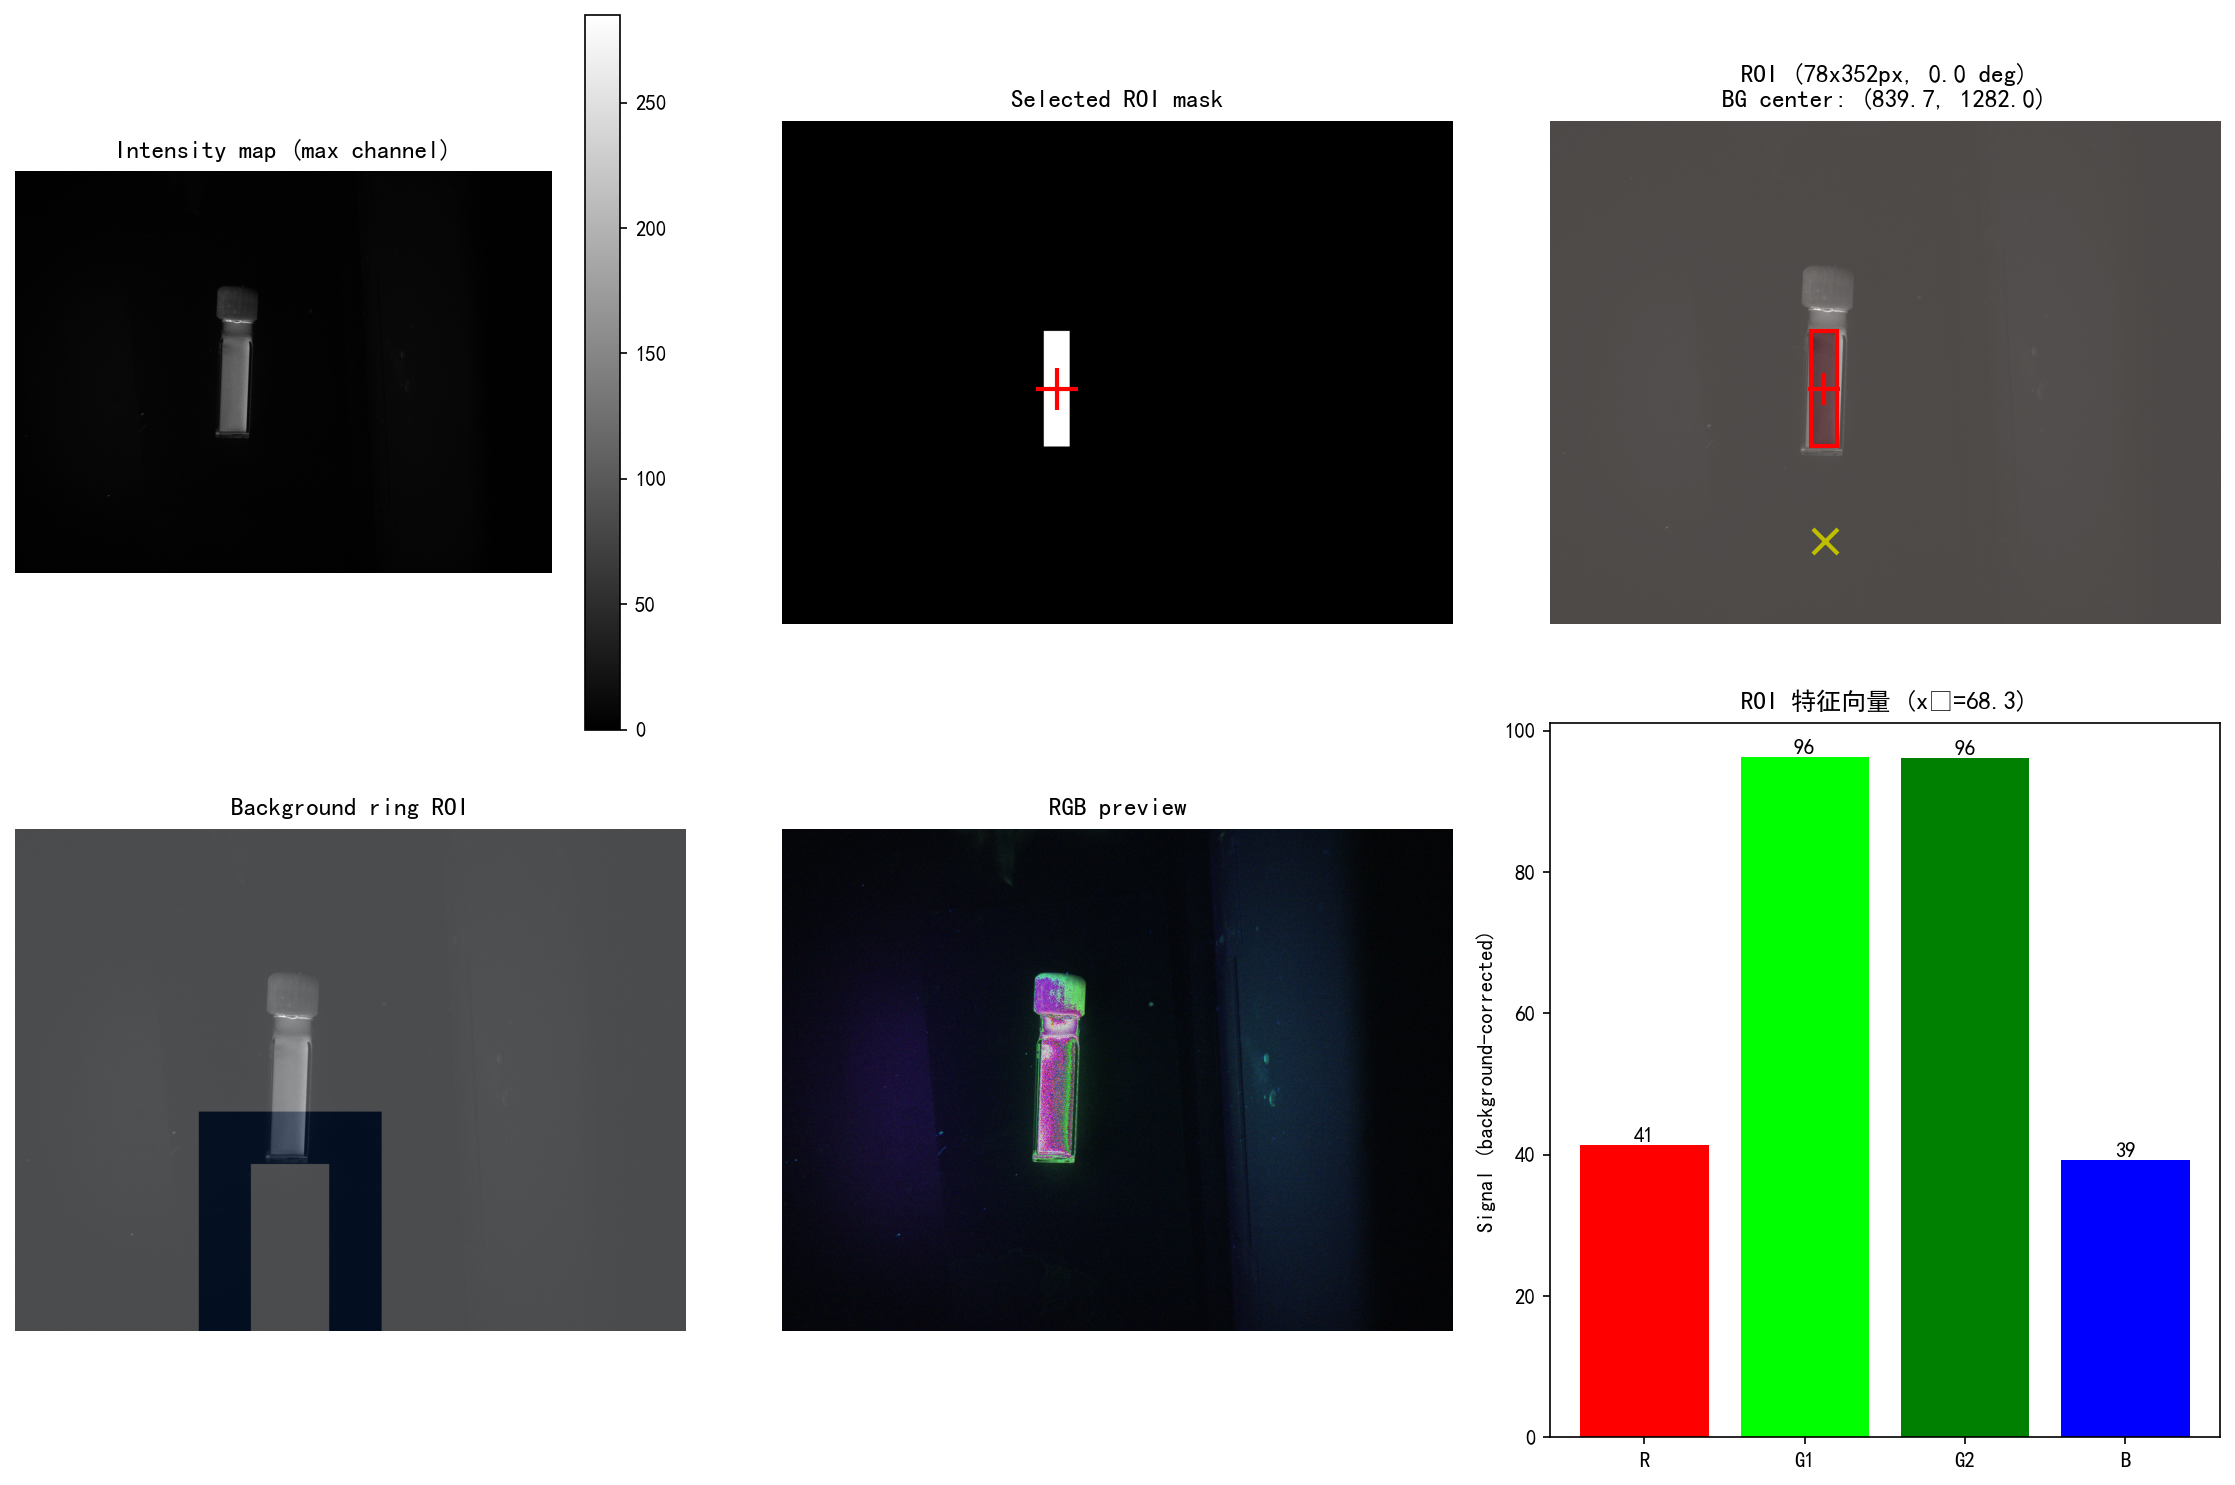 Intensity map (max channel)
250
200
150
100
50
0
Selected ROI mask
ROI (78x352px, 0.0 deg)
BG center: (839.7, 1282.0)
Background ring ROI
RGB preview
ROI 特征向量 (x□=68.3)
Signal (background-corrected)
100
80
60
40
20
0
41
96
96
39
R
G1
G2
B